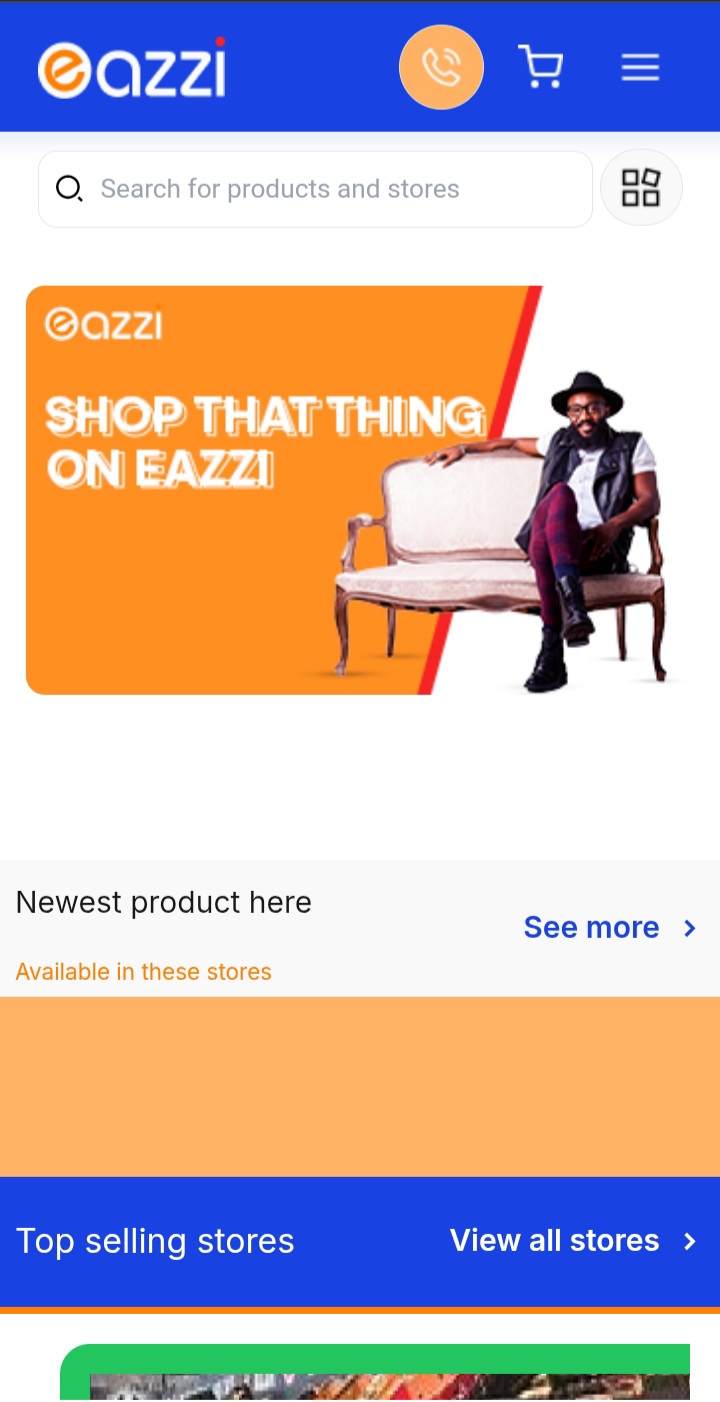 eazzi
Search for products and stores
eazzi
SHOP THAT THING
ON EAZZI
Newest product here
See more
Available in these stores
Top selling stores
View all stores